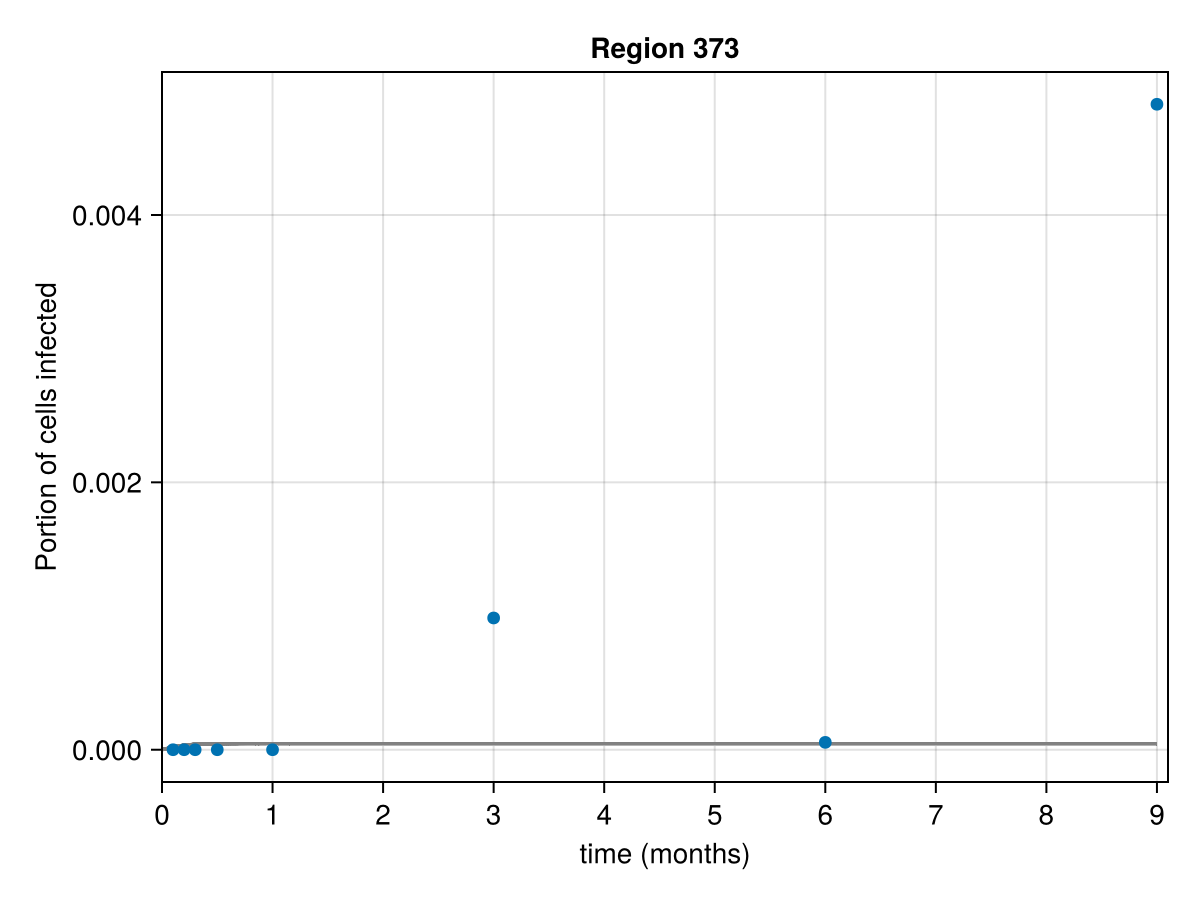 Region 373
Portion of cells infected
0.004
0.002
0.000
0 1 2 3 4 5 6 7 8 9
time (months)